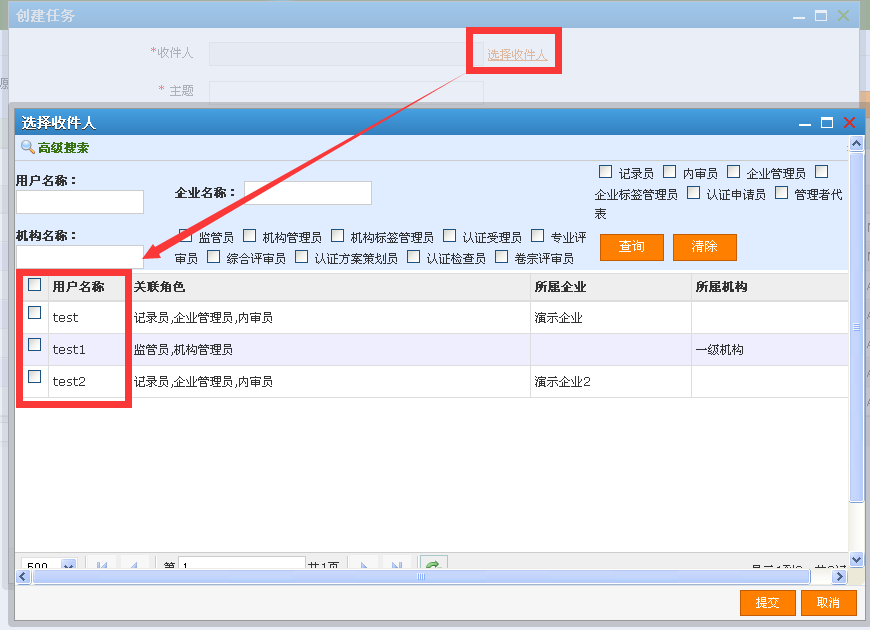 创建任务
*收件人
选择收件人
* 主题
原
选择收件人
高级搜索
用户名称：
企业名称：
记录员 内审员 企业管理员
企业标签管理员 认证申请员 管理者代
表
机构名称：
监管员 机构管理员 机构标签管理员 认证受理员 专业评
审员 综合评审员 认证方案策划员 认证检查员 卷宗评审员
查询 清除
用户名称 关联角色 所属企业 所属机构
test 记录员,企业管理员,内审员 演示企业
test1 监管员,机构管理员 一级机构
test2 记录员,企业管理员,内审员 演示企业2
500 第 1 共1页
提交 取消